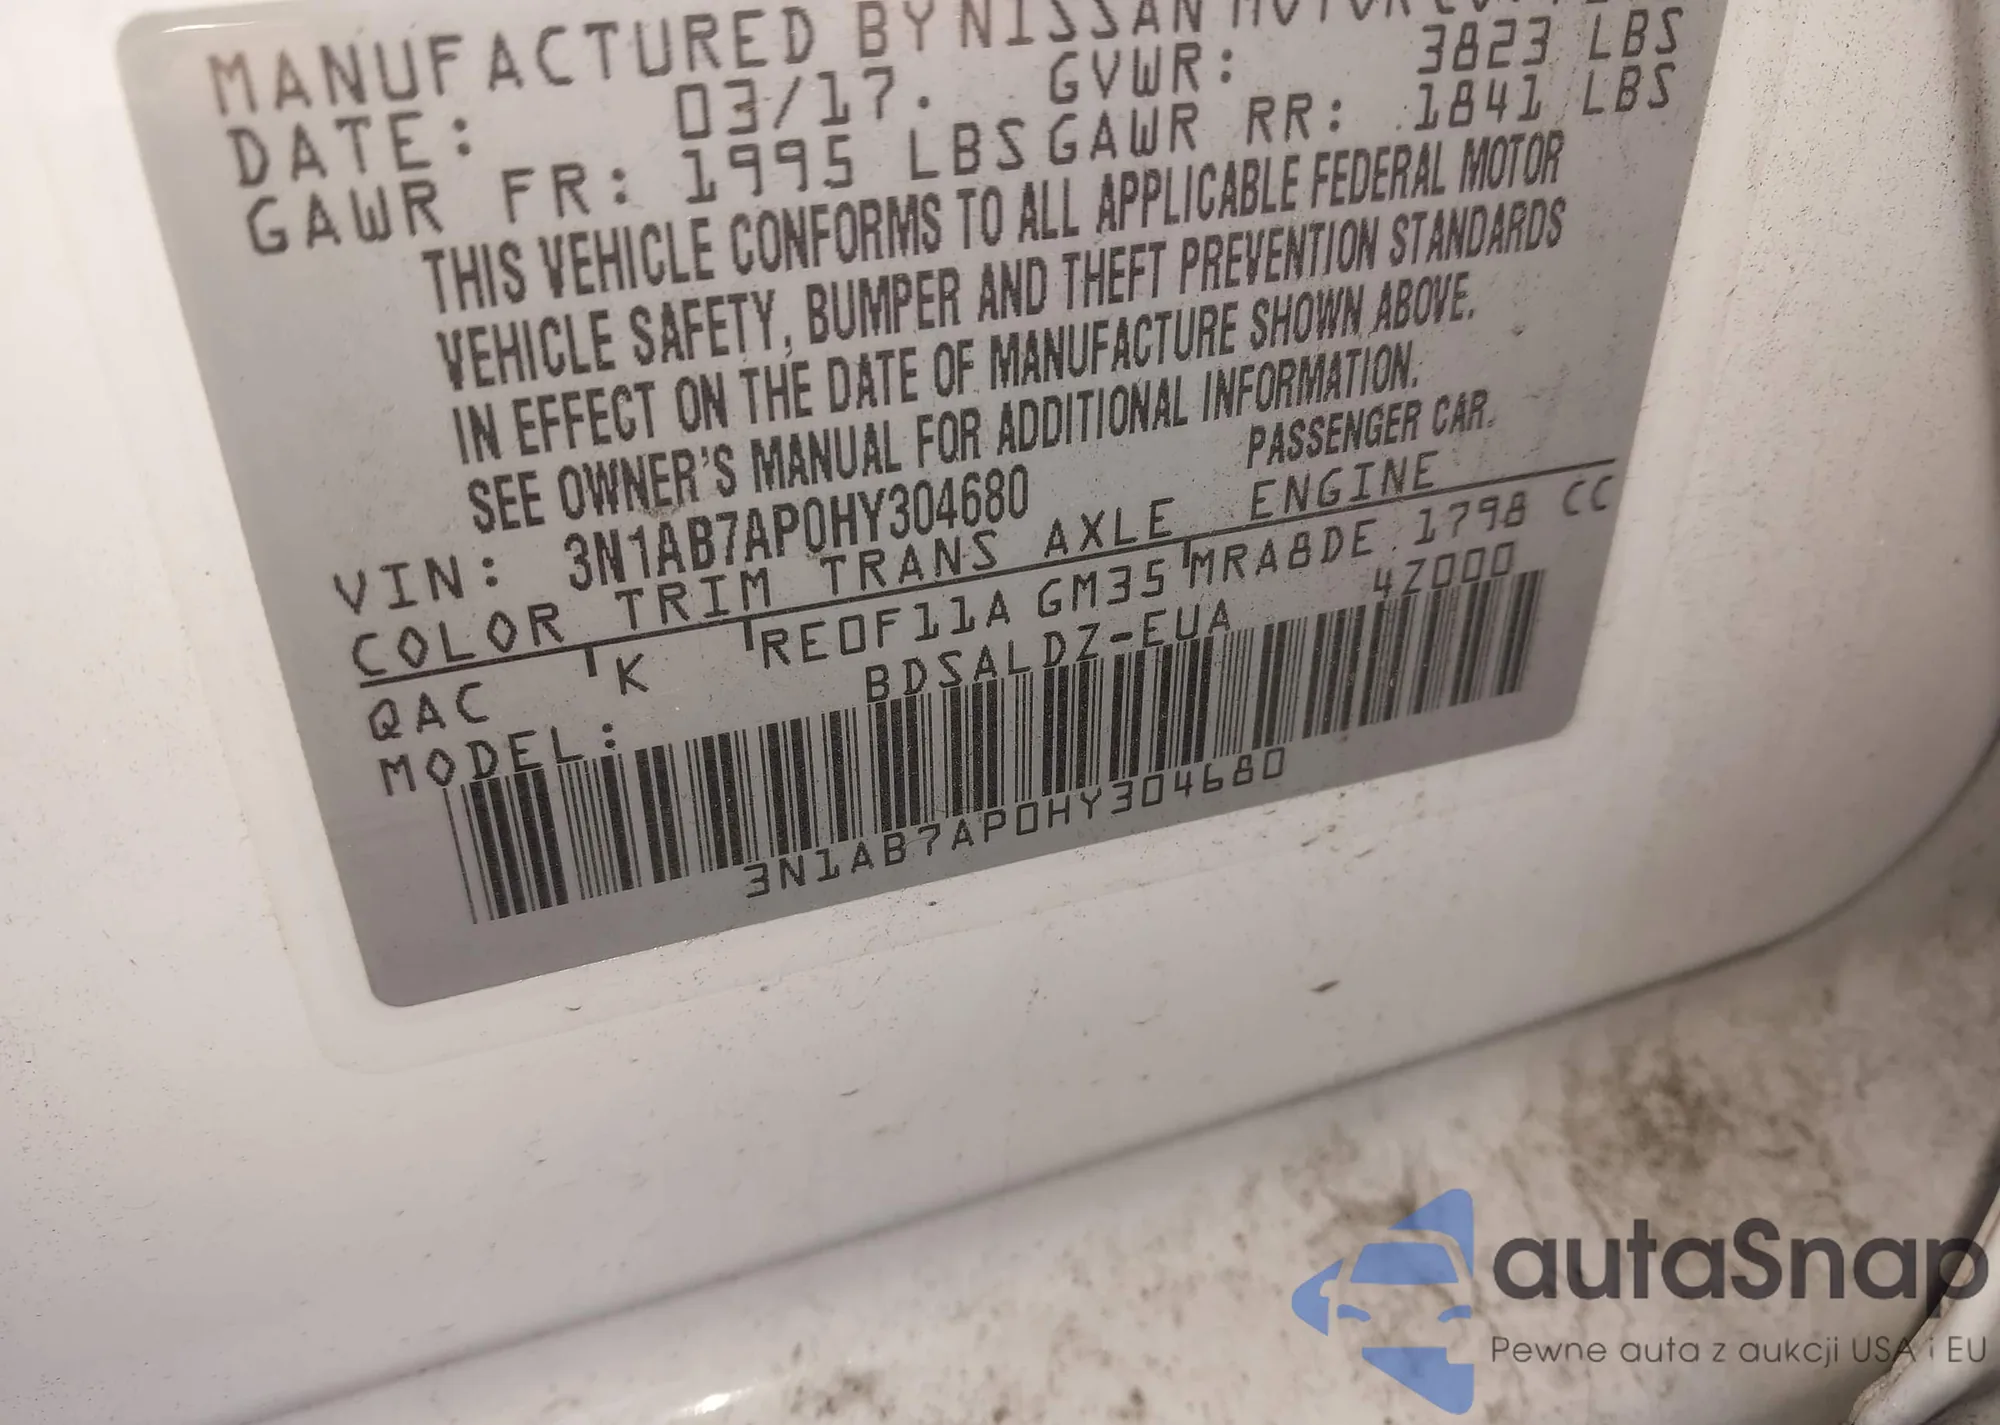 MANUFACTURED BY NISSAN MOTOR
DATE: 03/17. GVWR: 3823 LBS
GAWR FR: 1995 LBS GAWR RR: 1841 LBS
THIS VEHICLE CONFORMS TO ALL APPLICABLE FEDERAL MOTOR
VEHICLE SAFETY, BUMPER AND THEFT PREVENTION STANDARDS
IN EFFECT ON THE DATE OF MANUFACTURE SHOWN ABOVE.
SEE OWNER'S MANUAL FOR ADDITIONAL INFORMATION.
VIN: 3N1AB7AP0HY304680 PASSENGER CAR.
COLOR TRIM TRANS AXLE ENGINE
QAC K RE0F11A GM35 MRA8DE 1798 CC
MODEL: BDSALDZ-EUA 4Z000
3N1AB7AP0HY304680
autaSnap
Pewne auta z aukcji USA i EU